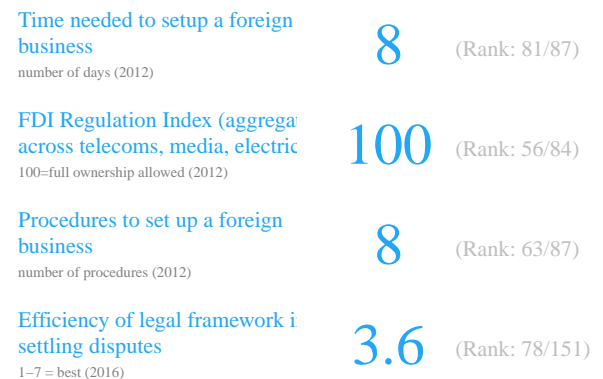 Time needed to setup a foreign
business
8
(Rank: 81/87)
number of days (2012)
FDI Regulation Index
across telecoms, media,
100
(Rank: 56/84)
100=full ownership allowed (2012)
Procedures to set up a foreign
business
8
(Rank: 63/87)
number of procedures (2012)
Efficiency of legal framework
settling disputes
3.6
(Rank: 78/151)
1–7 = best (2016)